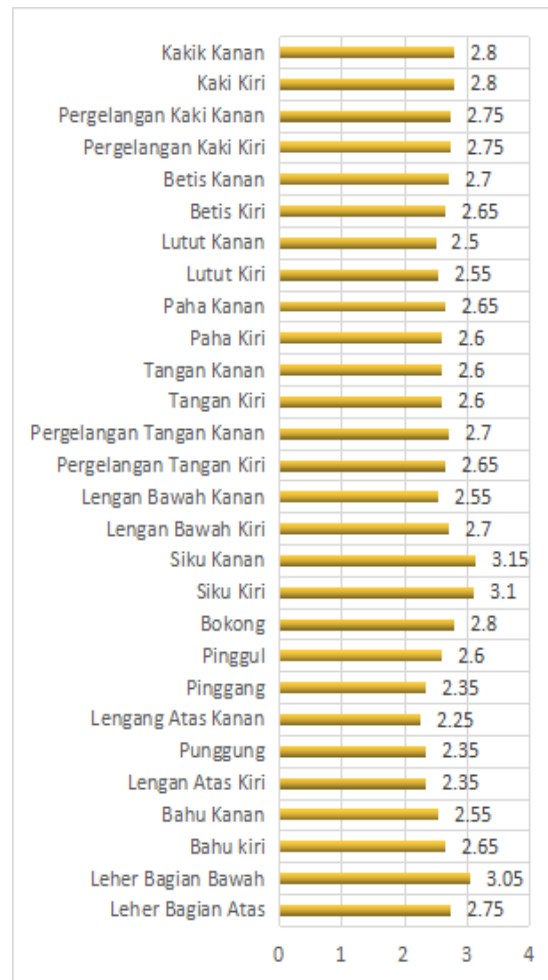 Kakik Kanan 2.8
Kaki Kiri 2.8
Pergelangan Kaki Kanan 2.75
Pergelangan Kaki Kiri 2.75
Betis Kanan 2.7
Betis Kiri 2.65
Lutut Kanan 2.5
Lutut Kiri 2.55
Paha Kanan 2.65
Paha Kiri 2.6
Tangan Kanan 2.6
Tangan Kiri 2.6
Pergelangan Tangan Kanan 2.7
Pergelangan Tangan Kiri 2.65
Lengan Bawah Kanan 2.55
Lengan Bawah Kiri 2.7
Siku Kanan 3.15
Siku Kiri 3.1
Bokong 2.8
Pinggul 2.6
Pinggang 2.35
Lengang Atas Kanan 2.25
Punggung 2.35
Lengan Atas Kiri 2.35
Bahu Kanan 2.55
Bahu kiri 2.65
Leher Bagian Bawah 3.05
Leher Bagian Atas 2.75
0 1 2 3 4